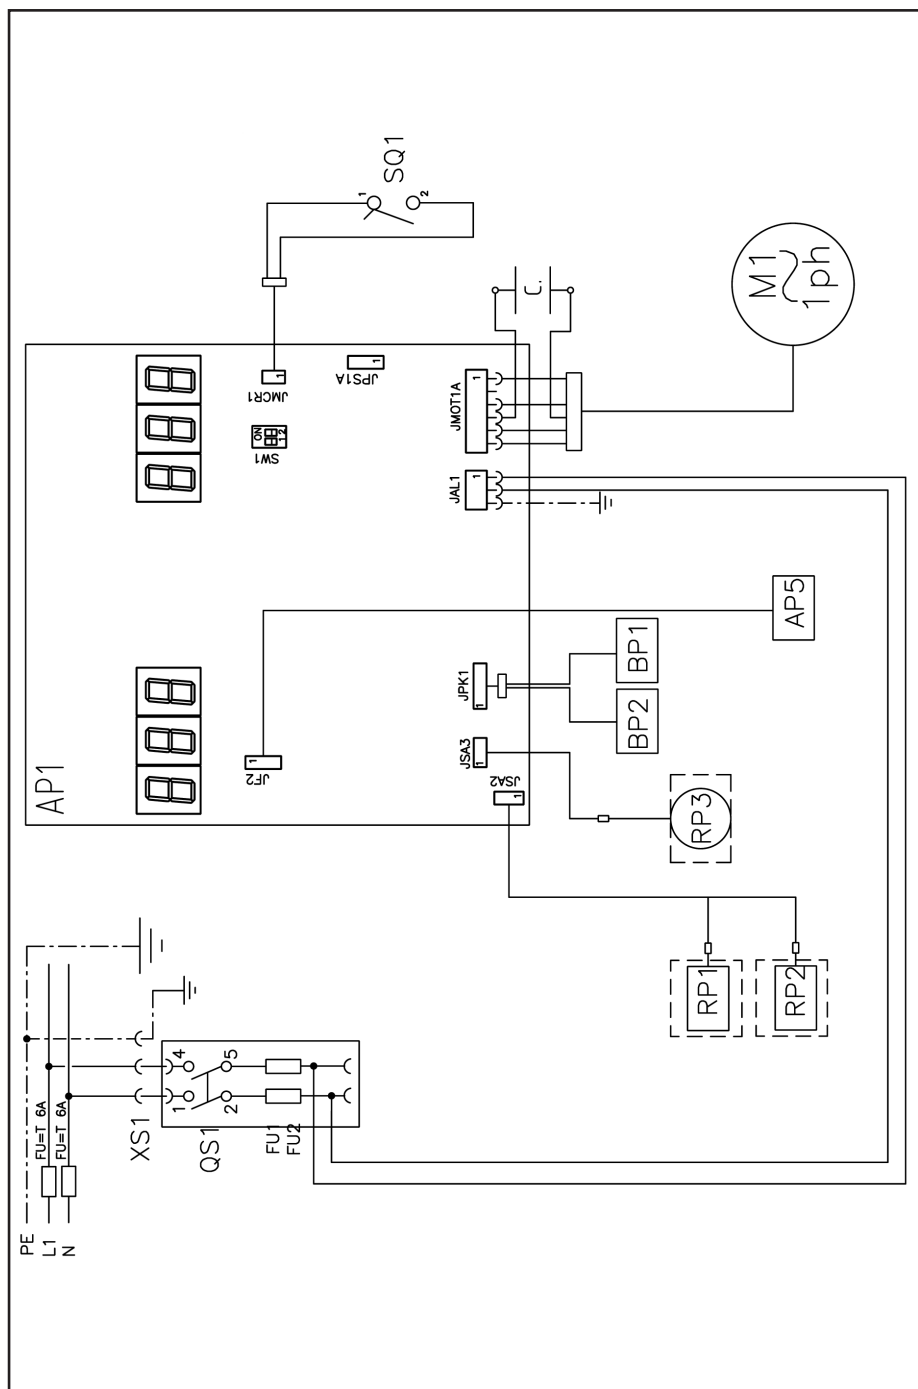 PE
L1
N
FU=T 6A
FU=T 6A
XS1
QS1
1
4
2
5
FU1
FU2
AP1
JF2
1
JSA2
1
JSA3
1
JPK1
1
JAL1
1
JMOT1A
1
SW1
ON
1 2
JMCR1
1
JPS1A
1
SQ1
1
2
C.
M1
1ph
AP5
BP1
BP2
RP3
RP1
RP2